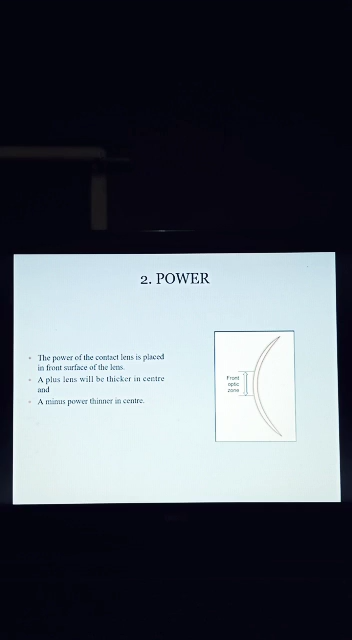 2. POWER
• The power of the contact lens is placed
in front surface of the lens.
• A plus lens will be thicker in centre
and
• A minus power thinner in centre.
Front
optic
zone